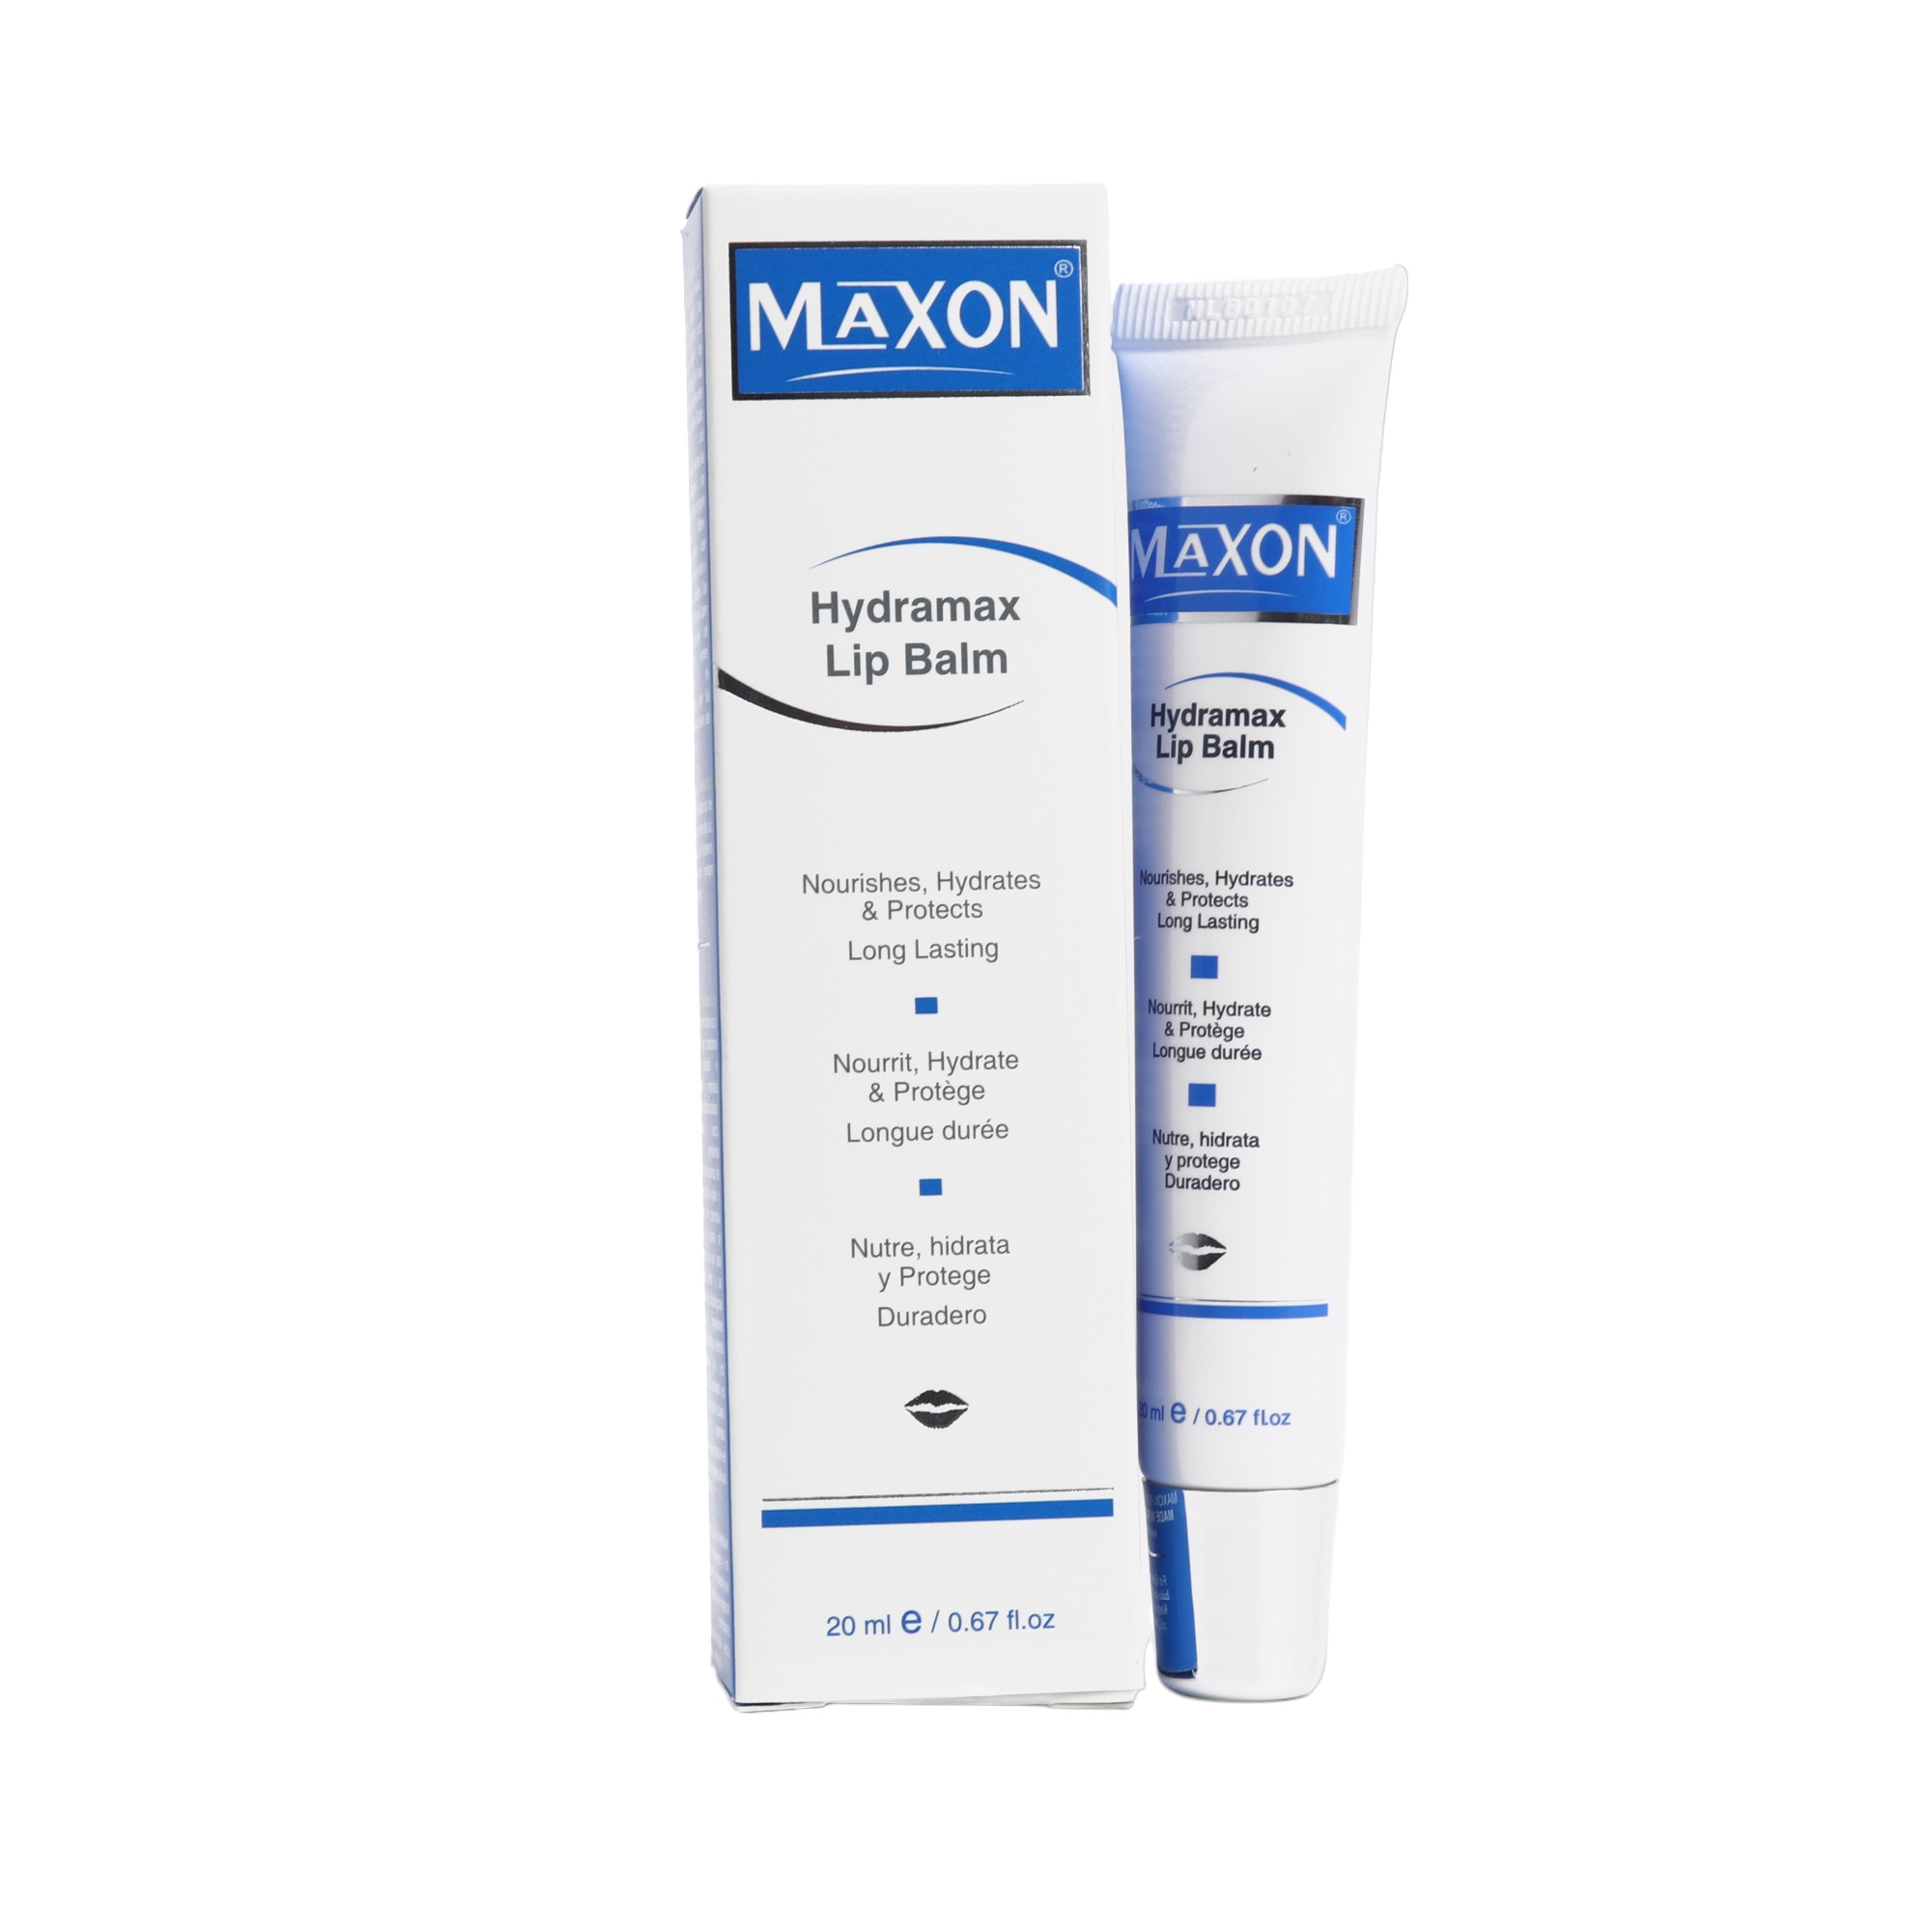 MAXON®
Hydramax
Lip Balm
Nourishes, Hydrates
& Protects
Long Lasting
Nourrit, Hydrate
& Protège
Longue durée
Nutre, hidrata
y Protege
Duradero
20 ml e / 0.67 fl.oz
MAXON®
Hydramax
Lip Balm
Nourishes, Hydrates
& Protects
Long Lasting
Nourrit, Hydrate
& Protège
Longue durée
Nutre, hidrata
y protege
Duradero
ml e / 0.67 fl.oz